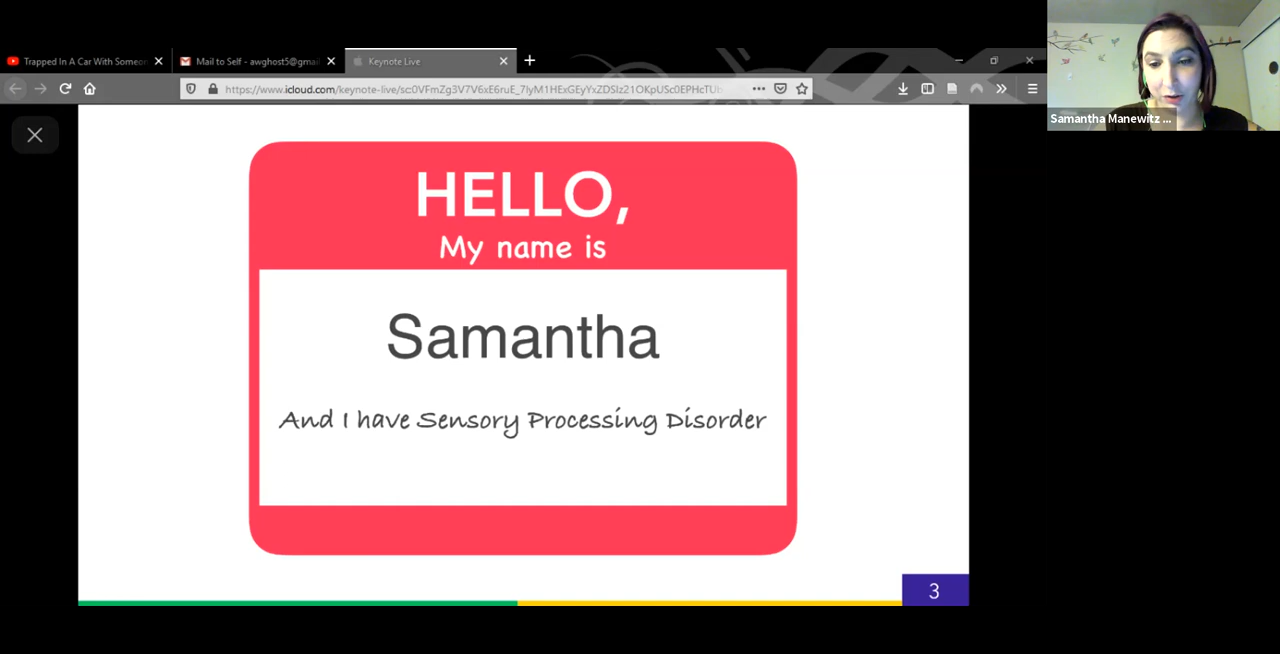 Trapped In A Car With Someon
Mail to Self - awghost5@gmail
Keynote Live
https://www.icloud.com/keynote-live/
Samantha Manewitz ...
HELLO,
My name is
Samantha
And I have Sensory Processing Disorder
3